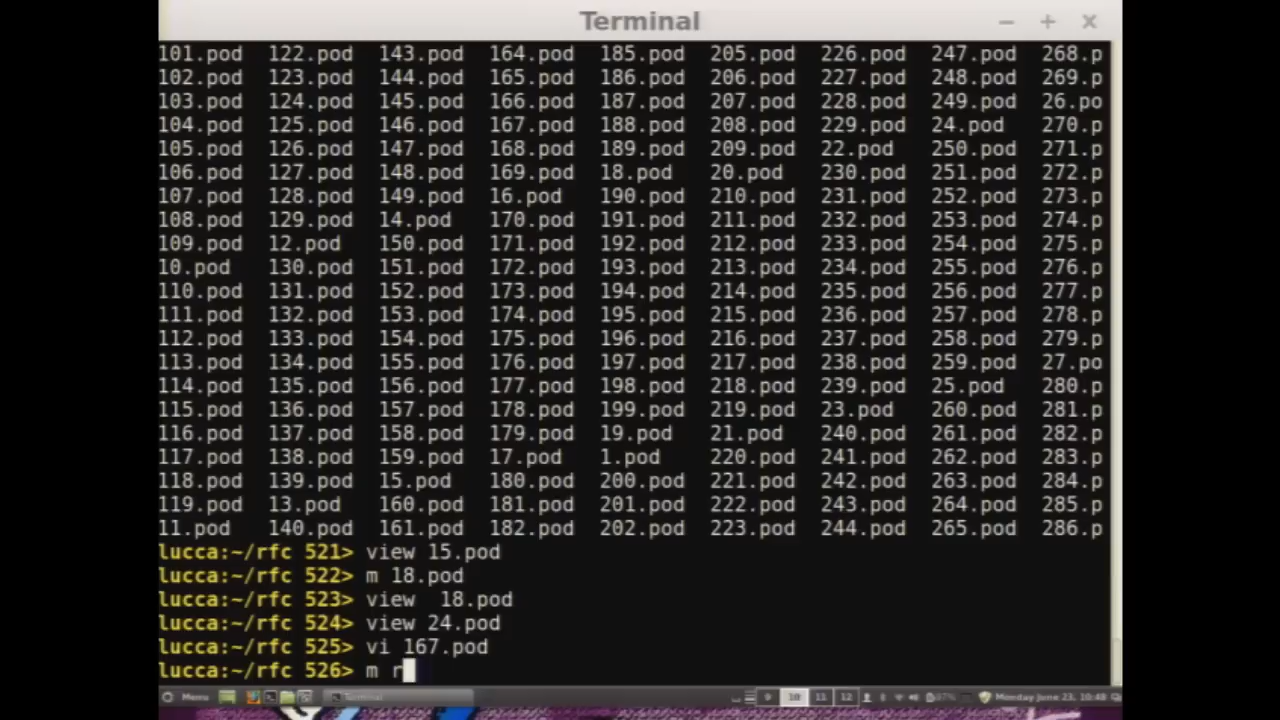 Terminal
101.pod 122.pod 143.pod 164.pod 185.pod 205.pod 226.pod 247.pod 268.p
102.pod 123.pod 144.pod 165.pod 186.pod 206.pod 227.pod 248.pod 269.p
103.pod 124.pod 145.pod 166.pod 187.pod 207.pod 228.pod 249.pod 26.po
104.pod 125.pod 146.pod 167.pod 188.pod 208.pod 229.pod 24.pod 270.p
105.pod 126.pod 147.pod 168.pod 189.pod 209.pod 22.pod 250.pod 271.p
106.pod 127.pod 148.pod 169.pod 18.pod 20.pod 230.pod 251.pod 272.p
107.pod 128.pod 149.pod 16.pod 190.pod 210.pod 231.pod 252.pod 273.p
108.pod 129.pod 14.pod 170.pod 191.pod 211.pod 232.pod 253.pod 274.p
109.pod 12.pod 150.pod 171.pod 192.pod 212.pod 233.pod 254.pod 275.p
10.pod 130.pod 151.pod 172.pod 193.pod 213.pod 234.pod 255.pod 276.p
110.pod 131.pod 152.pod 173.pod 194.pod 214.pod 235.pod 256.pod 277.p
111.pod 132.pod 153.pod 174.pod 195.pod 215.pod 236.pod 257.pod 278.p
112.pod 133.pod 154.pod 175.pod 196.pod 216.pod 237.pod 258.pod 279.p
113.pod 134.pod 155.pod 176.pod 197.pod 217.pod 238.pod 259.pod 27.po
114.pod 135.pod 156.pod 177.pod 198.pod 218.pod 239.pod 25.pod 280.p
115.pod 136.pod 157.pod 178.pod 199.pod 219.pod 23.pod 260.pod 281.p
116.pod 137.pod 158.pod 179.pod 19.pod 21.pod 240.pod 261.pod 282.p
117.pod 138.pod 159.pod 17.pod 1.pod 220.pod 241.pod 262.pod 283.p
118.pod 139.pod 15.pod 180.pod 200.pod 221.pod 242.pod 263.pod 284.p
119.pod 13.pod 160.pod 181.pod 201.pod 222.pod 243.pod 264.pod 285.p
11.pod 140.pod 161.pod 182.pod 202.pod 223.pod 244.pod 265.pod 286.p
lucca:~/rfc 521> view 15.pod
lucca:~/rfc 522> m 18.pod
lucca:~/rfc 523> view  18.pod
lucca:~/rfc 524> view 24.pod
lucca:~/rfc 525> vi 167.pod
lucca:~/rfc 526> m r
Menu Terminal 9 10 11 12 97% Monday June 23, 10:48